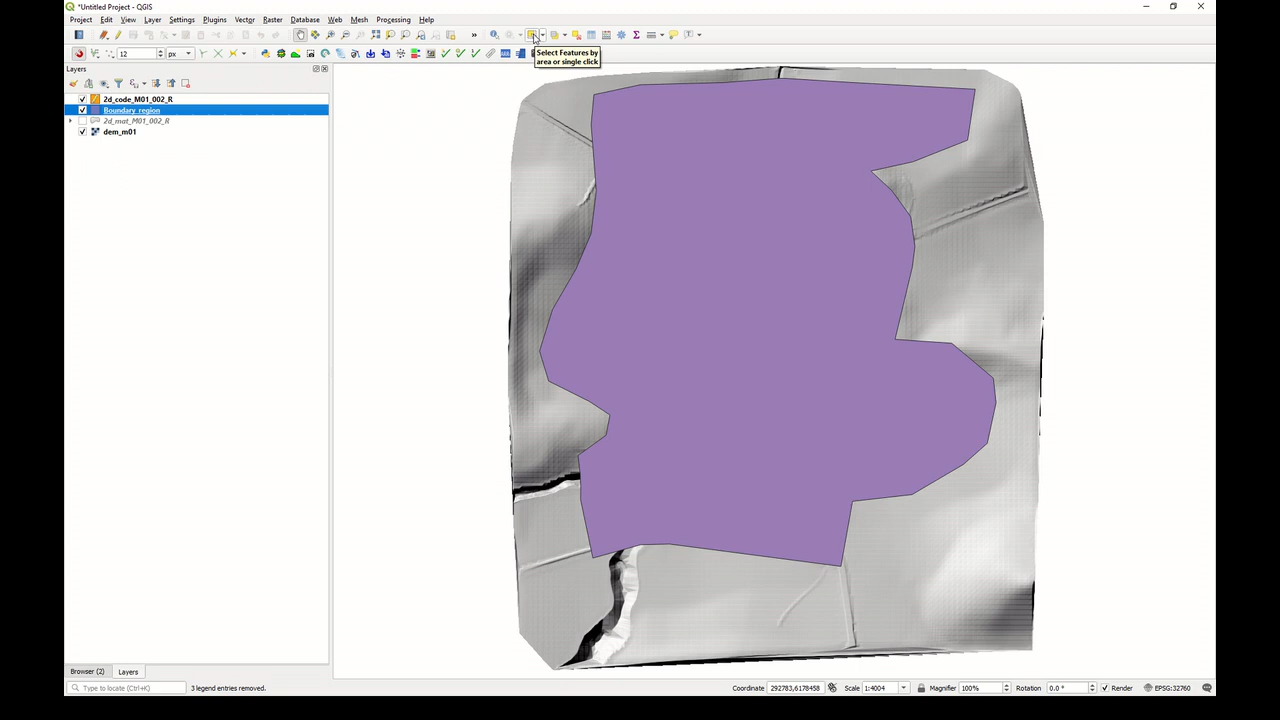 *Untitled Project - QGIS
Project Edit View Layer Settings Plugins Vector Raster Database Web Mesh Processing Help
»
12 px
Select Features by
area or single click
Layers
2d_code_M01_002_R
Boundary_region
2d_mat_M01_002_R
dem_m01
Browser (2) Layers
Type to locate (Ctrl+K) 3 legend entries removed. Coordinate 292783,6178458 Scale 1:4004 Magnifier 100% Rotation 0.0 ° Render EPSG:32760